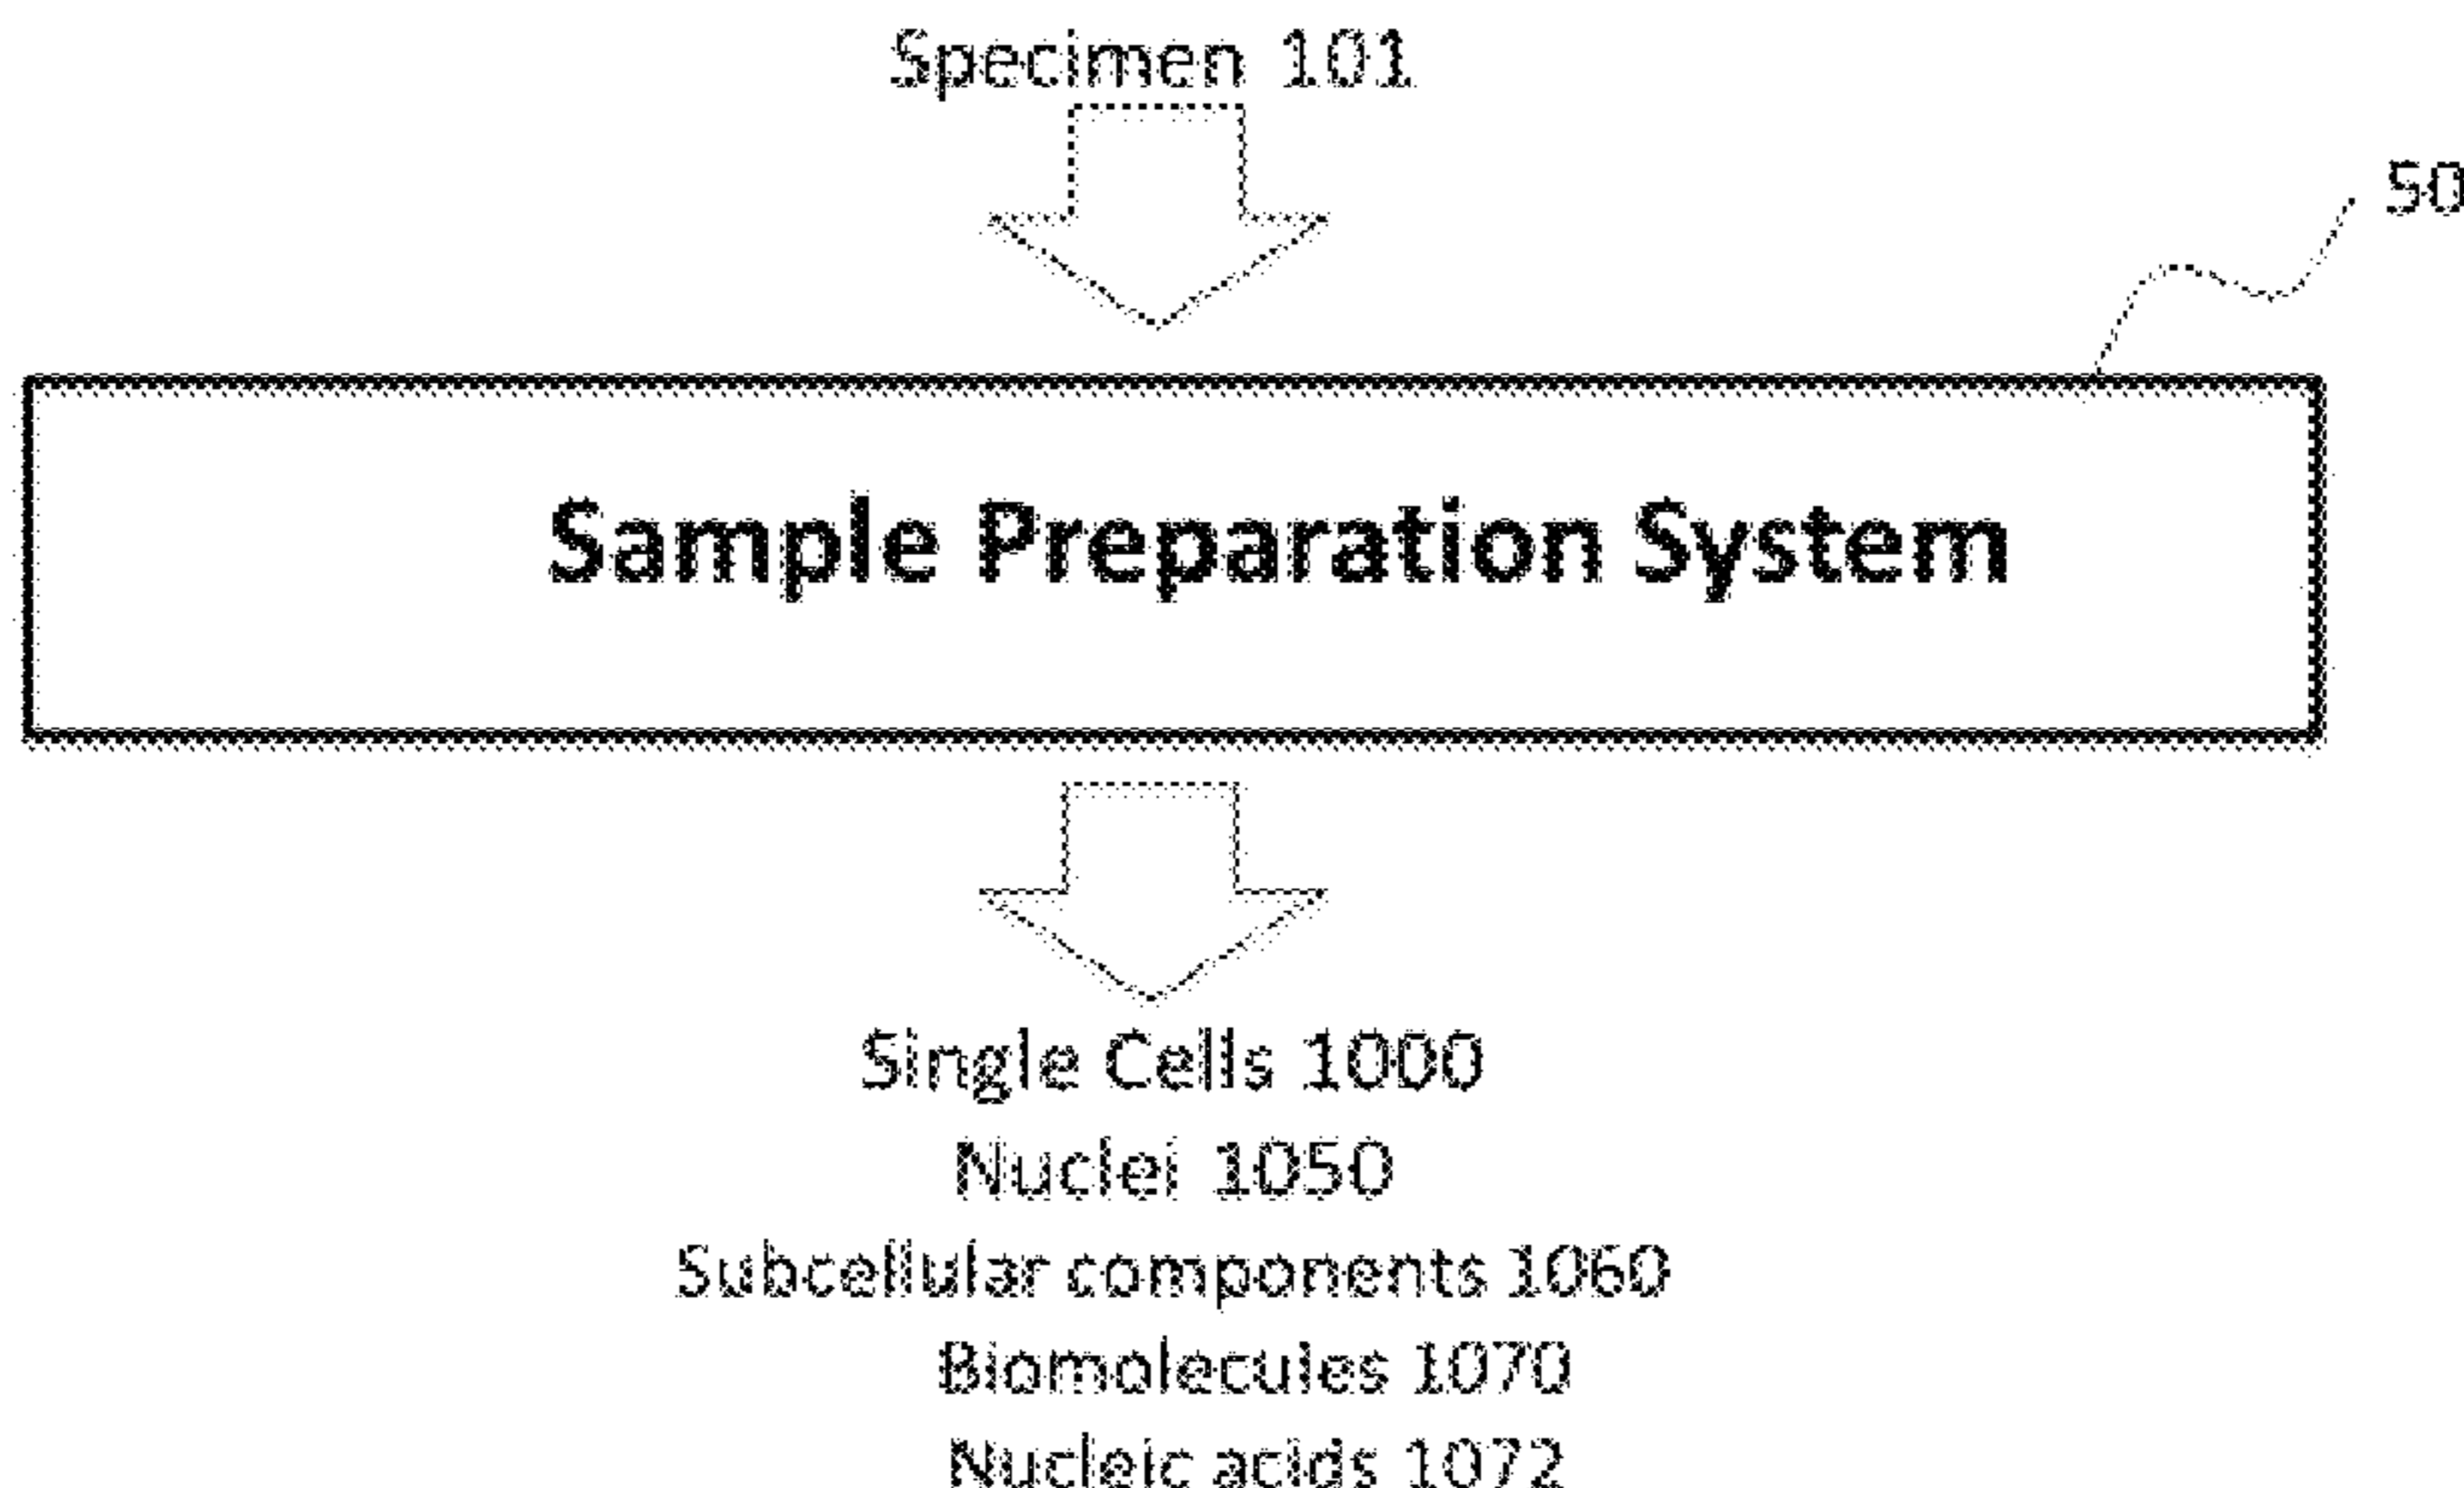 Specimen 101
50
Sample Preparation System
Single Cells 1000
Nuclei 1050
Subcellular components 1060
Biomolecules 1070
Nucleic acids 1072